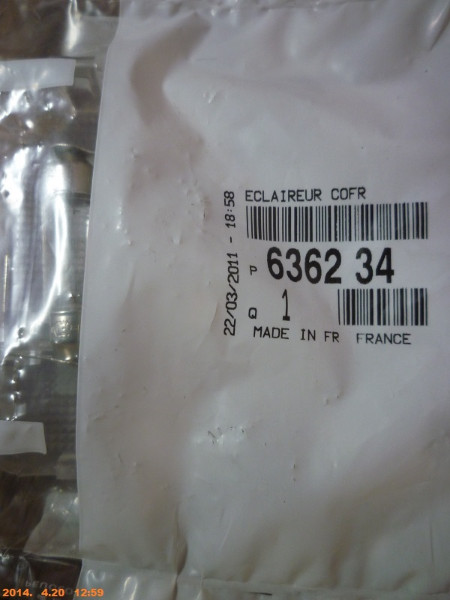 ECLAIREUR COFR
22/03/2011 - 18:58
P 6362 34
Q 1
MADE IN FR FRANCE
2014. 4.20 12:59